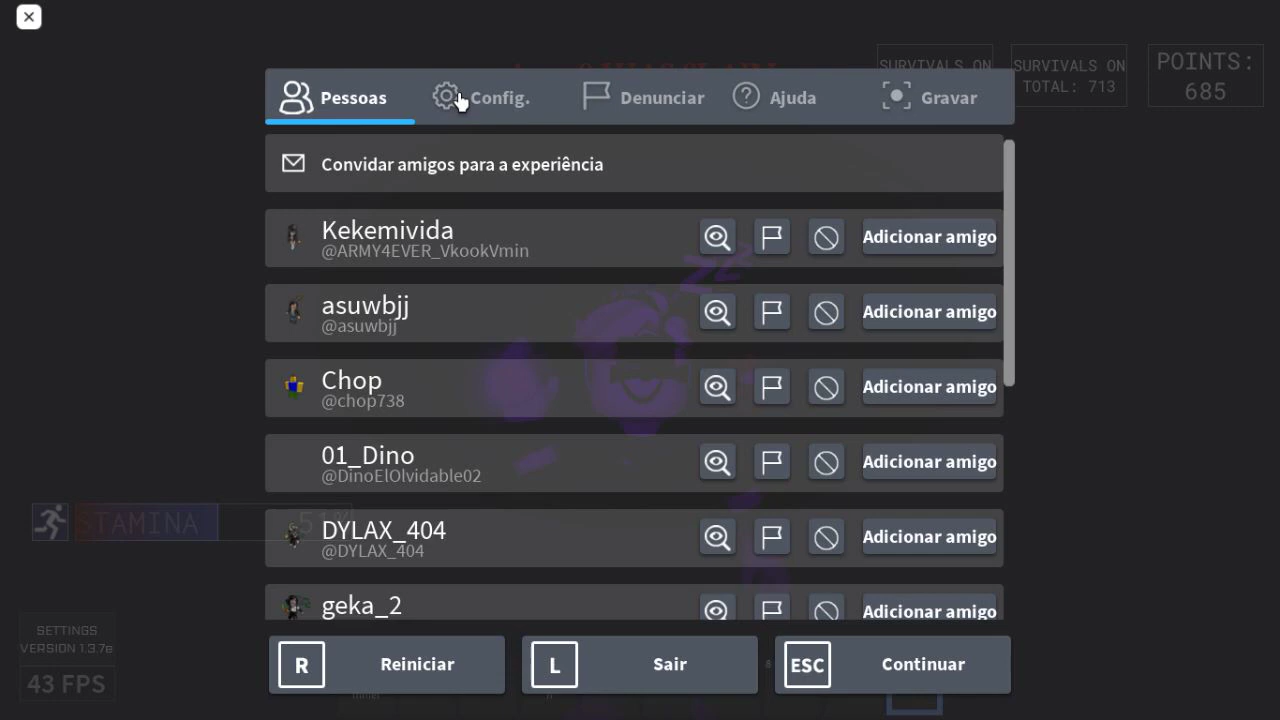 SURVIVALS ON
SURVIVALS ON
TOTAL: 713
POINTS:
685
Pessoas
Config.
Denunciar
Ajuda
Gravar
Convidar amigos para a experiência
Kekemivida
@ARMY4EVER_VkookVmin
Adicionar amigo
asuwbjj
@asuwbjj
Adicionar amigo
Chop
@chop738
Adicionar amigo
01_Dino
@DinoElOlvidable02
Adicionar amigo
STAMINA
51%
DYLAX_404
@DYLAX_404
Adicionar amigo
geka_2
Adicionar amigo
SETTINGS
VERSION 1.3.7e
43 FPS
R Reiniciar
L Sair
ESC Continuar